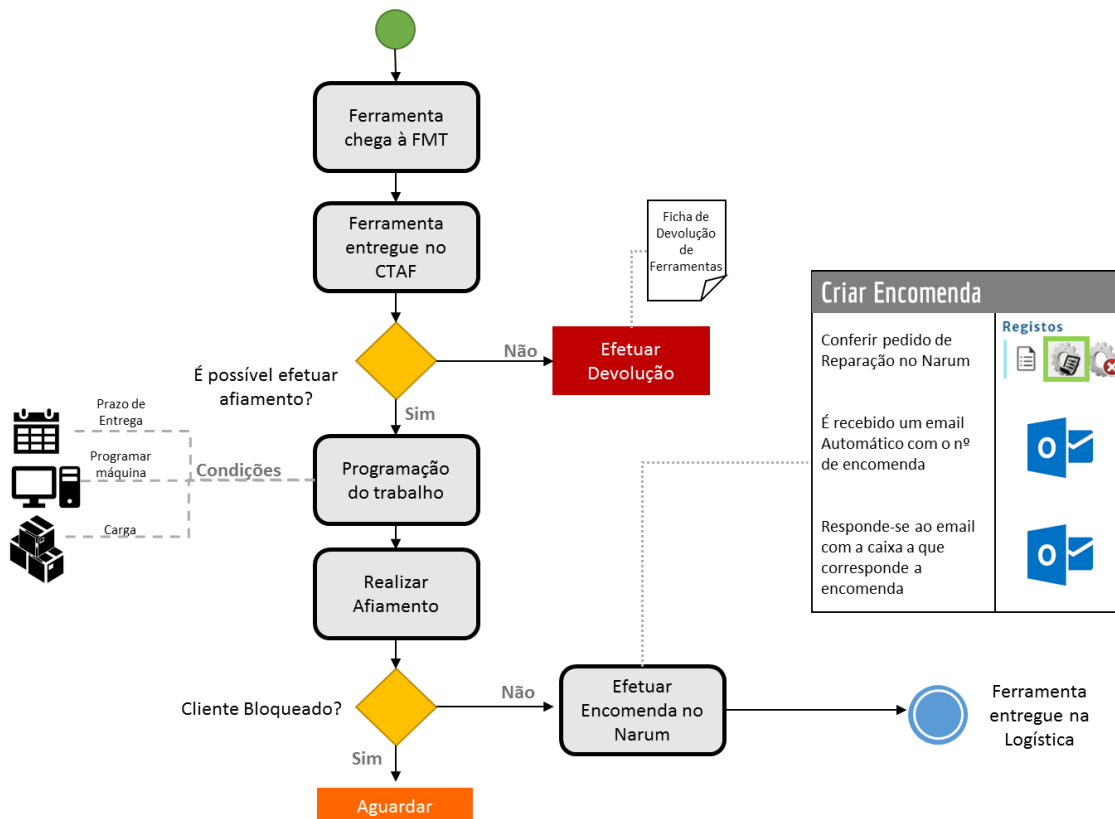 Ferramenta
chega à FMT
Ferramenta
entregue no
CTAF
Ficha de
Devolução
de
Ferramentas
É possível efetuar
afiamento?
Não
Efetuar
Devolução
Sim
Prazo de
Entrega
Programar
máquina
Carga
Condições
Programação
do trabalho
Realizar
Afiamento
Cliente Bloqueado?
Não
Efetuar
Encomenda no
Narum
Ferramenta
entregue na
Logística
Sim
Aguardar
Criar Encomenda
Conferir pedido de
Reparação no Narum
Registos
É recebido um email
Automático com o nº
de encomenda
O
Responde-se ao email
com a caixa a que
corresponde a
encomenda
O